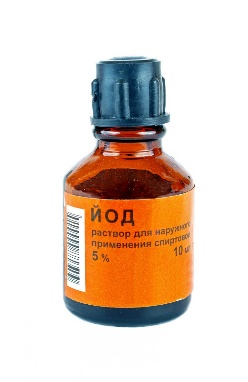 ЙОД
раствор для наружного
применения спиртовой
5 % 10 мл